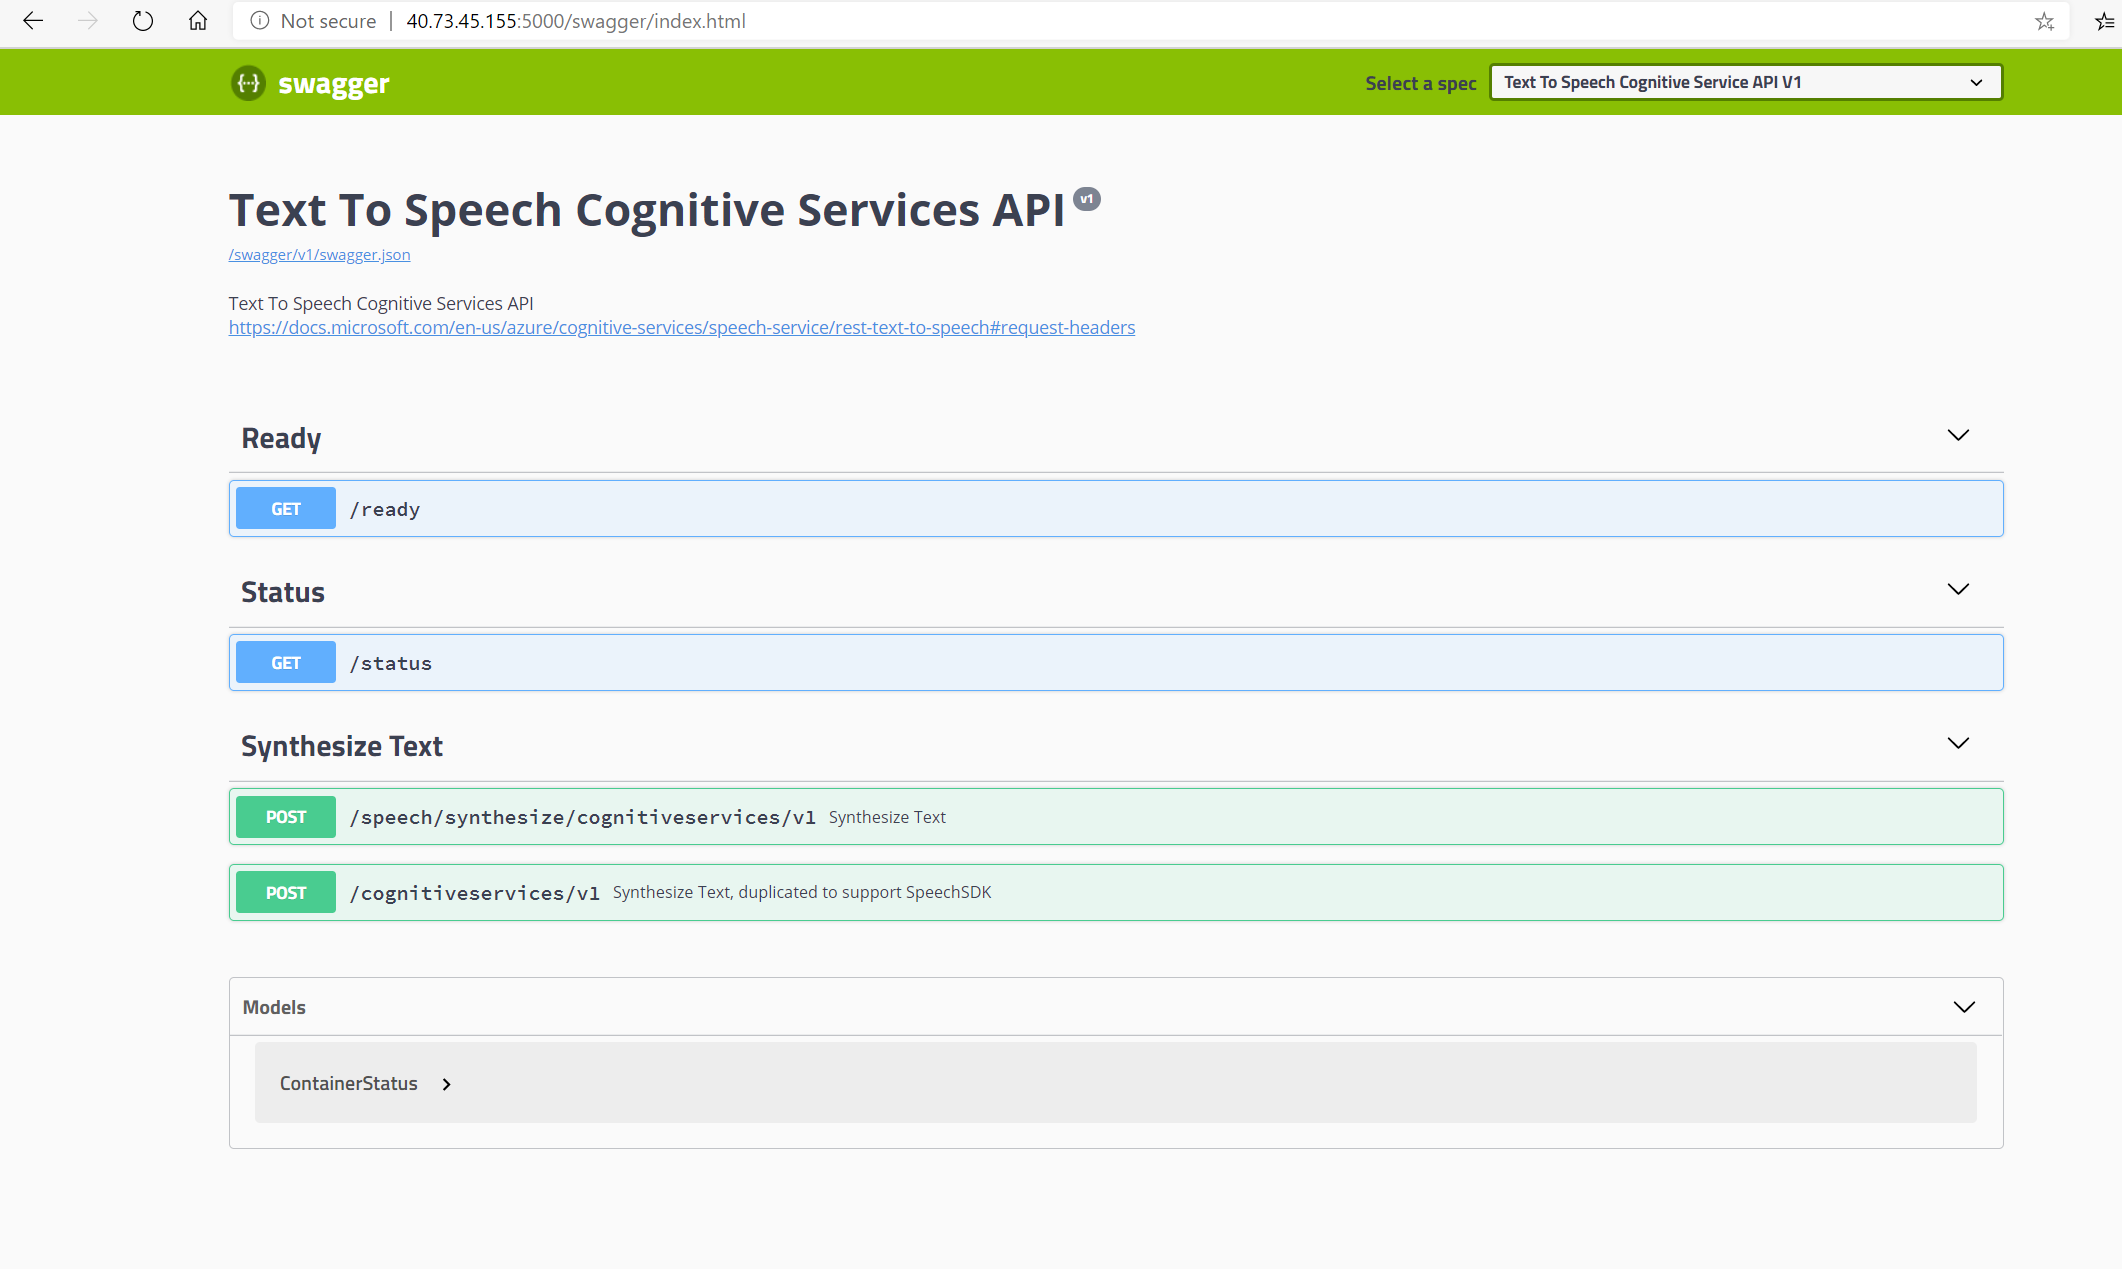 Not secure | 40.73.45.155:5000/swagger/index.html
{···} swagger
Select a spec Text To Speech Cognitive Service API V1
Text To Speech Cognitive Services API v1
/swagger/v1/swagger.json
Text To Speech Cognitive Services API
https://docs.microsoft.com/en-us/azure/cognitive-services/speech-service/rest-text-to-speech#request-headers
Ready
GET /ready
Status
GET /status
Synthesize Text
POST /speech/synthesize/cognitiveservices/v1 Synthesize Text
POST /cognitiveservices/v1 Synthesize Text, duplicated to support SpeechSDK
Models
ContainerStatus